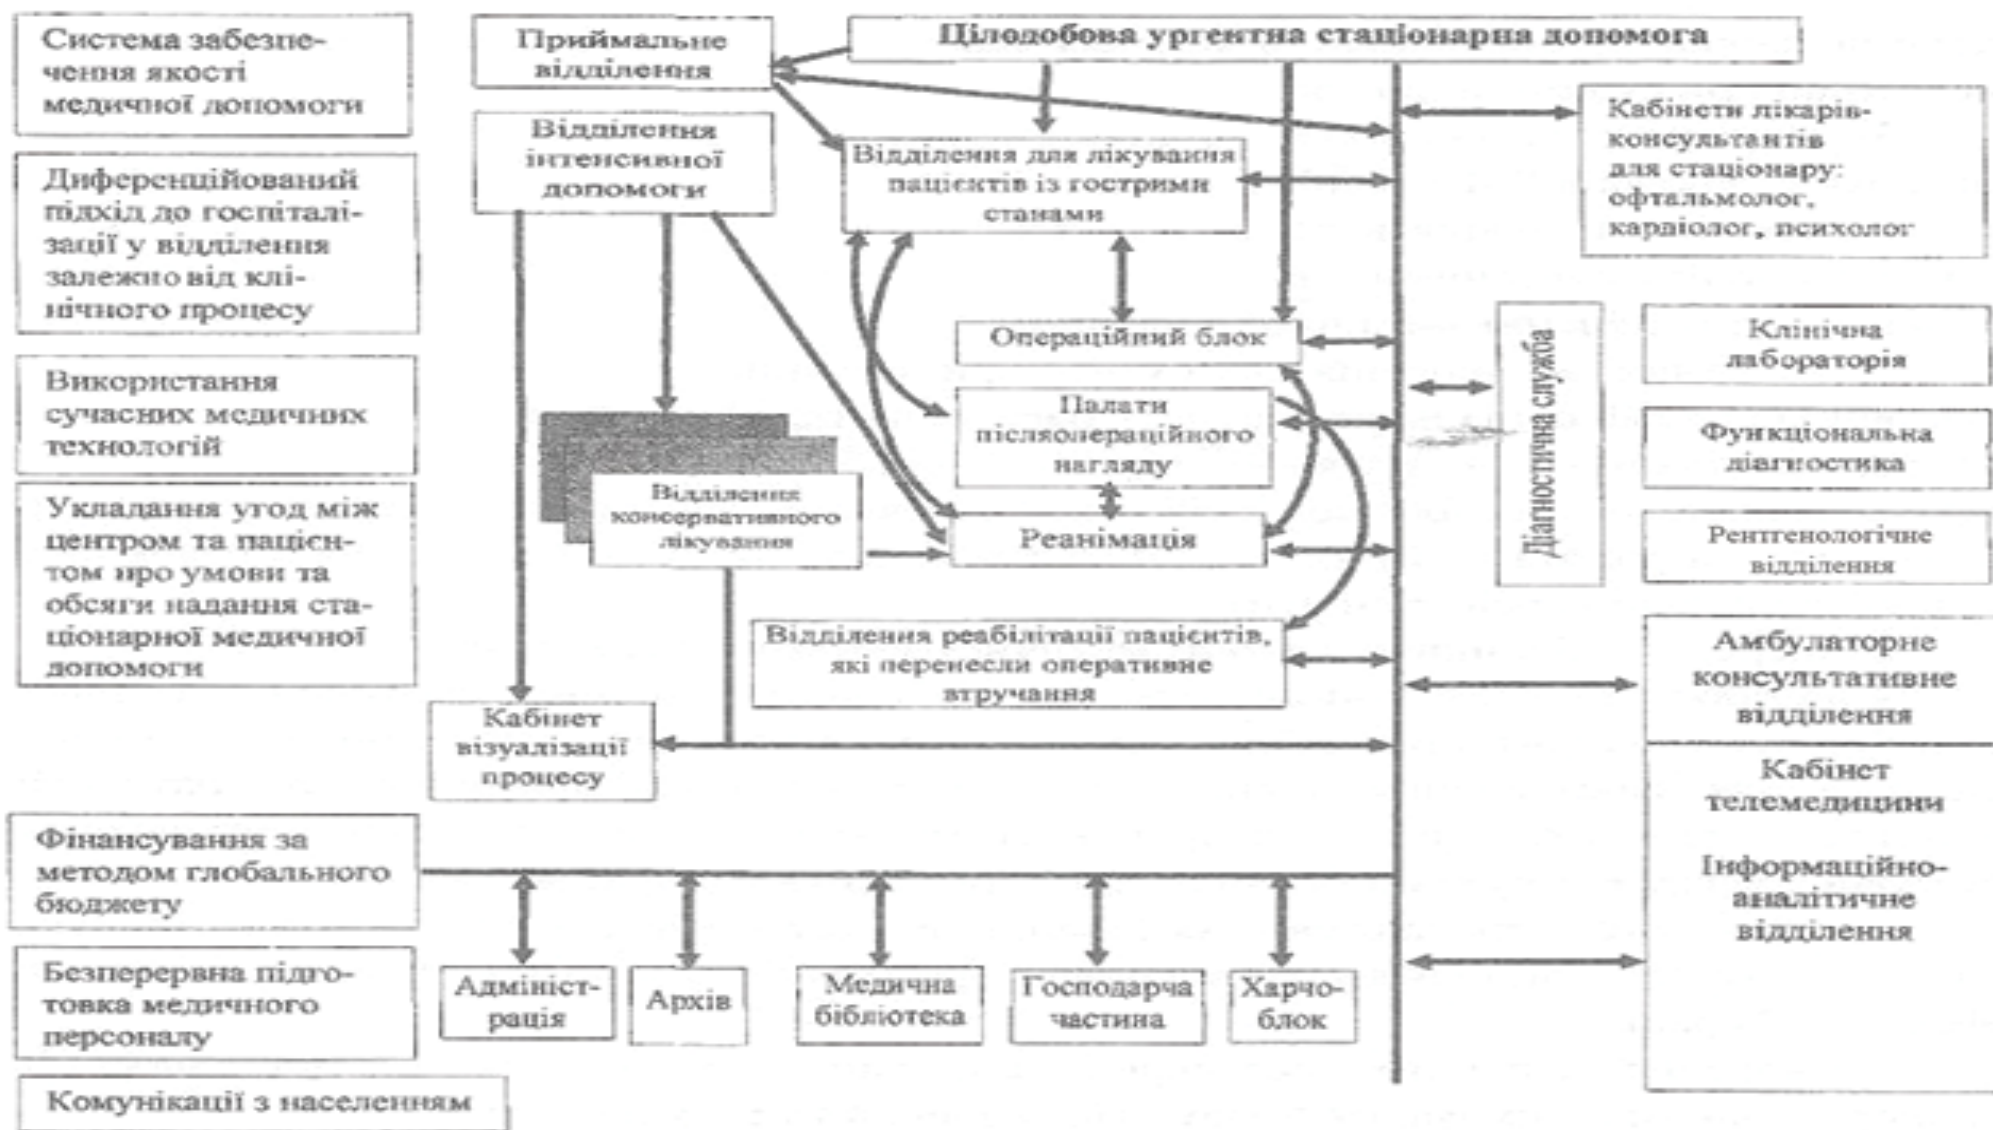 Система забезпе-
чення якості
медичної допомоги
Диференційований
підхід до госпіталі-
зації у відділення
залежно від клі-
нічного процесу
Використання
сучасних медичних
технологій
Укладання угод між
центром та пацієн-
том про умови та
обсяги надання ста-
ціонарної медичної
допомоги
Фінансування за
методом глобального
бюджету
Безперервна підго-
товка медичного
персоналу
Комунікації з населенням
Приймальне
відділення
Цілодобова ургентна стаціонарна допомога
Відділення
інтенсивної
допомоги
Відділення для лікування
пацієнтів із гострими
станами
Операційний блок
Палати
післяопераційного
нагляду
Відділення
консервативного
лікування
Реанімація
Відділення реабілітації пацієнтів,
які перенесли оперативне
втручання
Кабінет
візуалізації
процесу
Адмініст-
рація
Архів
Медична
бібліотека
Господарча
частина
Харчо-
блок
Кабінети лікарів-
консультантів
для стаціонару:
офтальмолог,
кардіолог, психолог
Діагностична служба
Клінічна
лабораторія
Функціональна
діагностика
Рентгенологічне
відділення
Амбулаторне
консультативне
відділення
Кабінет
телемедицини
Інформаційно-
аналітичне
відділення